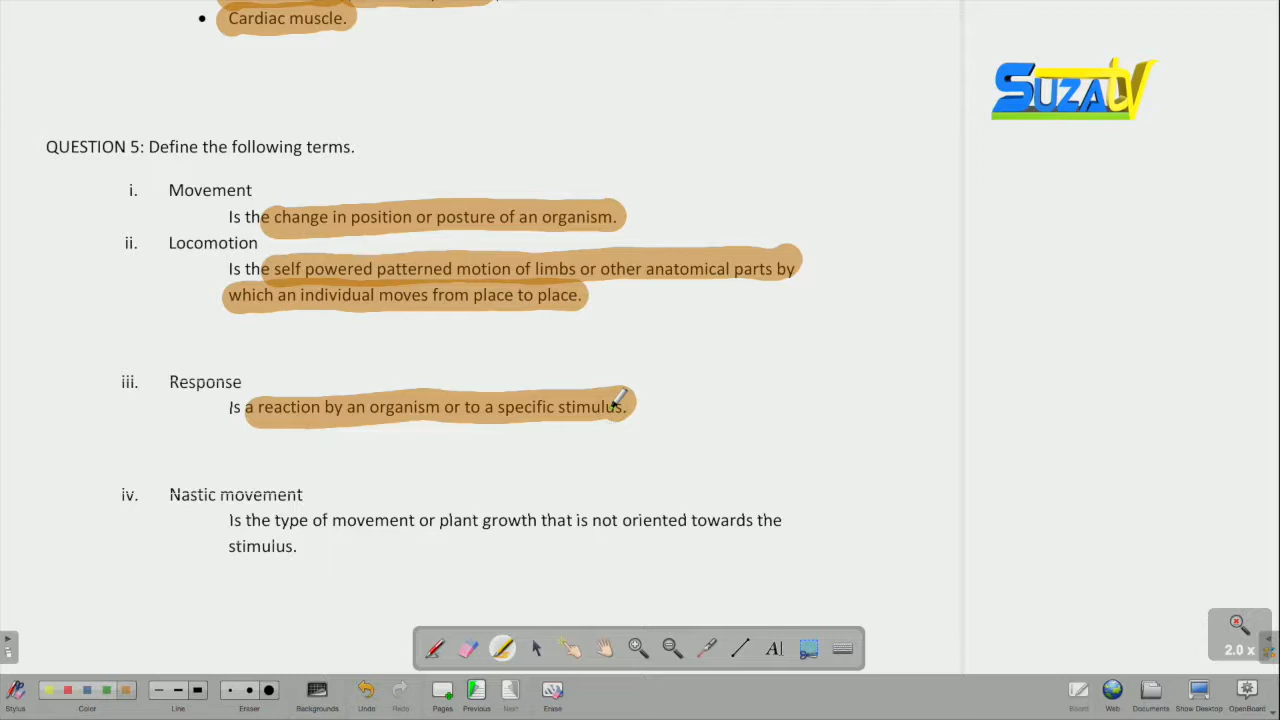 Cardiac muscle.
SUZA tV
QUESTION 5: Define the following terms.
i. Movement
Is the change in position or posture of an organism.
ii. Locomotion
Is the self powered patterned motion of limbs or other anatomical parts by
which an individual moves from place to place.
iii. Response
Is a reaction by an organism or to a specific stimulus.
iv. Nastic movement
Is the type of movement or plant growth that is not oriented towards the
stimulus.
2.0 x
Stylus Color Line Eraser Backgrounds Undo Redo Pages Previous Next Erase Board Web Documents Show Desktop OpenBoard